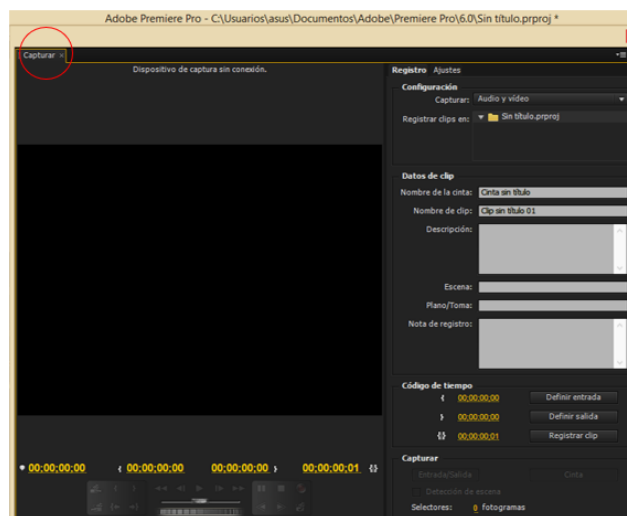 Adobe Premiere Pro - C:\Usuarios\asus\Documentos\Adobe\Premiere Pro\6.0\Sin título.prproj *
Capturar ×
Dispositivo de captura sin conexión.
Registro Ajustes
Configuración
Capturar: Audio y vídeo
Registrar clips en: Sin título.prproj
Datos de clip
Nombre de la cinta: Cinta sin título
Nombre de clip: Clip sin título 01
Descripción:
Escena:
Plano/Toma:
Nota de registro:
Código de tiempo
{ 00;00;00;00 Definir entrada
} 00;00;00;00 Definir salida
{} 00;00;00;01 Registrar clip
00;00;00;00 { 00;00;00;00 00;00;00;00 } 00;00;00;01 {}
Capturar
Entrada/Salida Cinta
Detección de escena
Selectores: 0 fotogramas